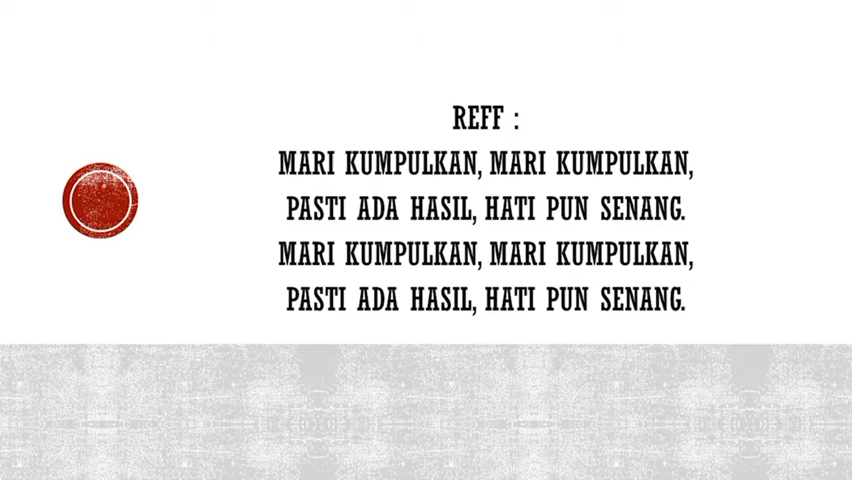 REFF :
MARI KUMPULKAN, MARI KUMPULKAN,
PASTI ADA HASIL, HATI PUN SENANG.
MARI KUMPULKAN, MARI KUMPULKAN,
PASTI ADA HASIL, HATI PUN SENANG.